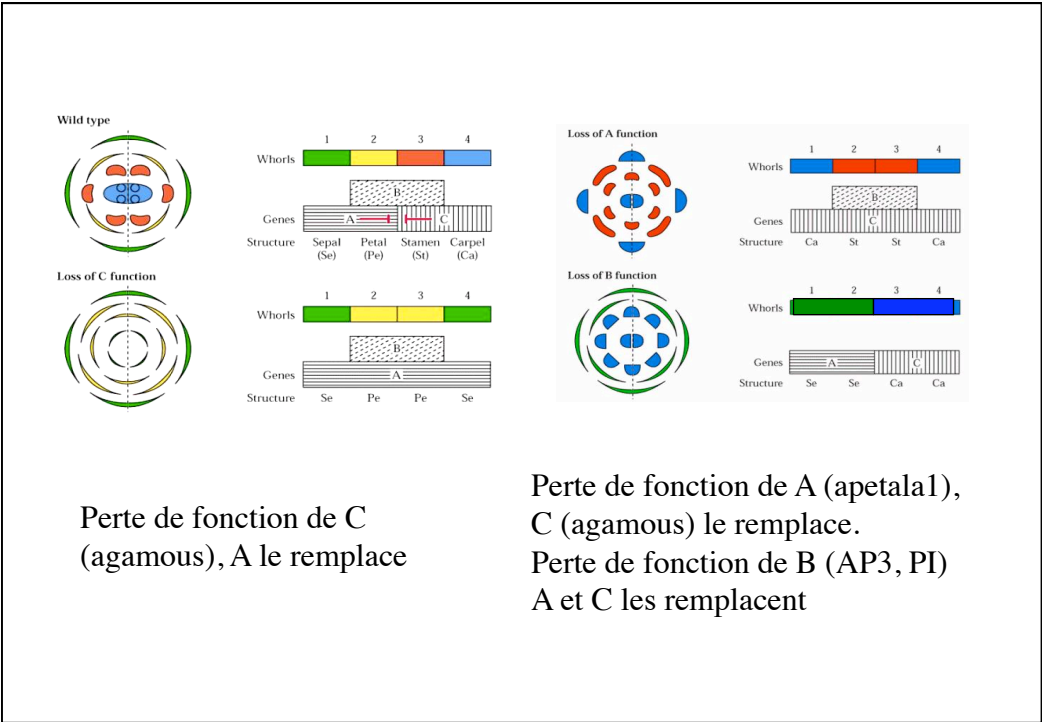 Wild type
1 2 3 4
Whorls
B
Genes A C
Structure Sepal Petal Stamen Carpel
(Se) (Pe) (St) (Ca)
Loss of C function
1 2 3 4
Whorls
B
Genes A
Structure Se Pe Pe Se
Loss of A function
1 2 3 4
Whorls
B
Genes C
Structure Ca St St Ca
Loss of B function
1 2 3 4
Whorls
Genes A C
Structure Se Se Ca Ca
Perte de fonction de C
(agamous), A le remplace
Perte de fonction de A (apetala1),
C (agamous) le remplace.
Perte de fonction de B (AP3, PI)
A et C les remplacent